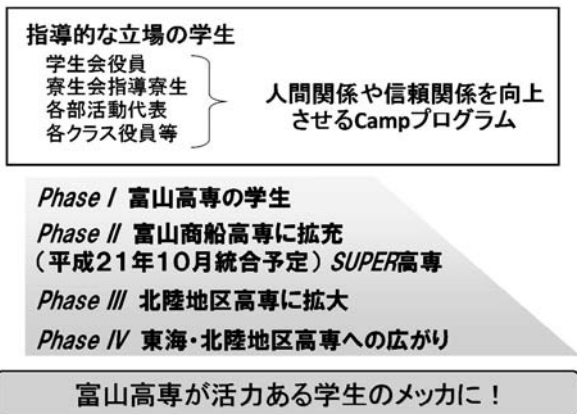 指導的な立場の学生
学生会役員
寮生会指導寮生
各部活動代表
各クラス役員等
人間関係や信頼関係を向上
させるCampプログラム
Phase I 富山高専の学生
Phase II 富山商船高専に拡充
（平成21年10月統合予定）SUPER高専
Phase III 北陸地区高専に拡大
Phase IV 東海・北陸地区高専への広がり
富山高専が活力ある学生のメッカに！